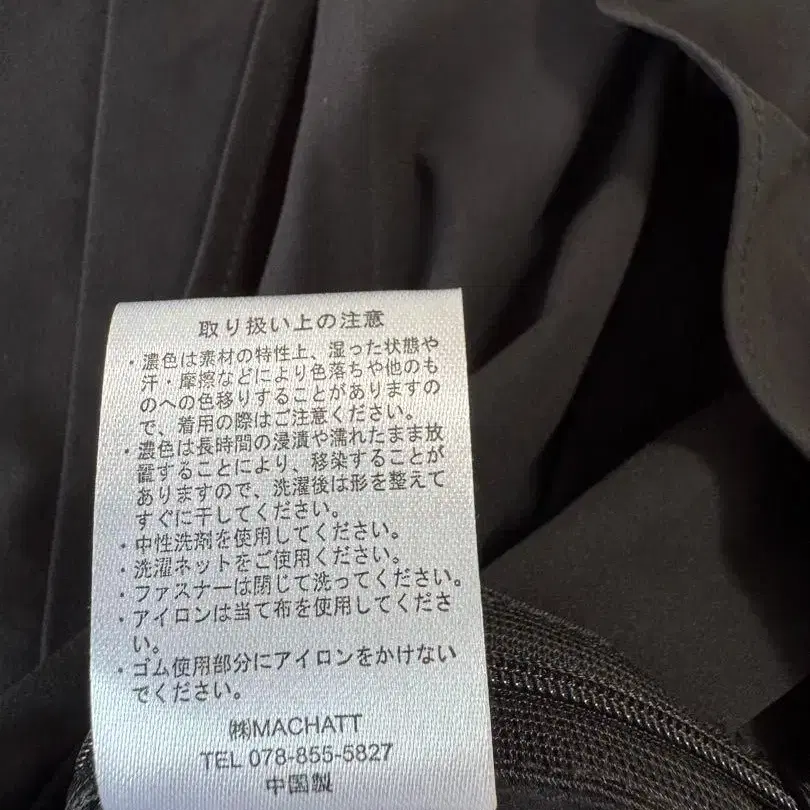 取り扱い上の注意
・濃色は素材の特性上、湿った状態や
汗・摩擦などにより色落ちや他のも
のへの色移りすることがありますの
で、着用の際はご注意ください。
・濃色は長時間の浸漬や濡れたまま放
置することにより、移染することが
ありますので、洗濯後は形を整えて
すぐに干してください。
・中性洗剤を使用してください。
・洗濯ネットをご使用ください。
・ファスナーは閉じて洗ってください。
・アイロンは当て布を使用してくださ
い。
・ゴム使用部分にアイロンをかけない
でください。
㈱MACHATT
TEL 078-855-5827
中国製